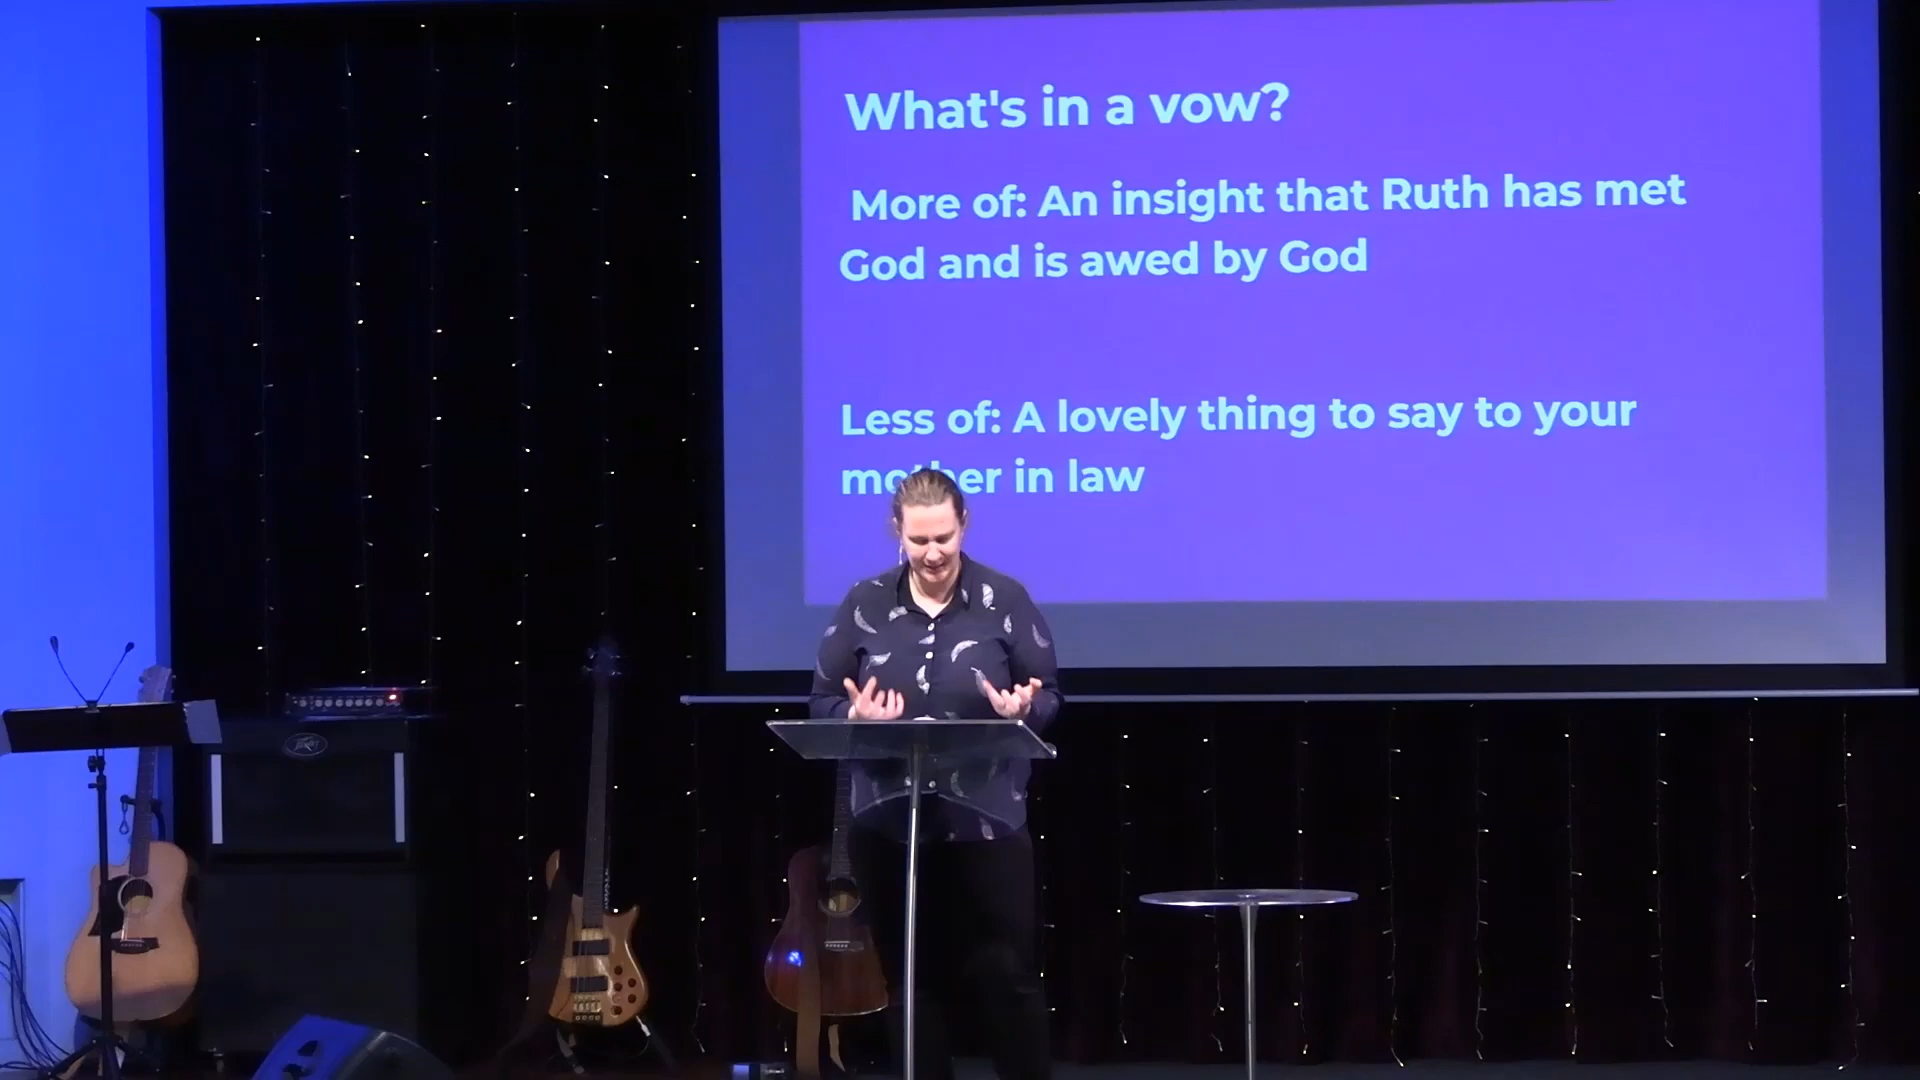 What's in a vow?
More of: An insight that Ruth has met
God and is awed by God
Less of: A lovely thing to say to your
mother in law